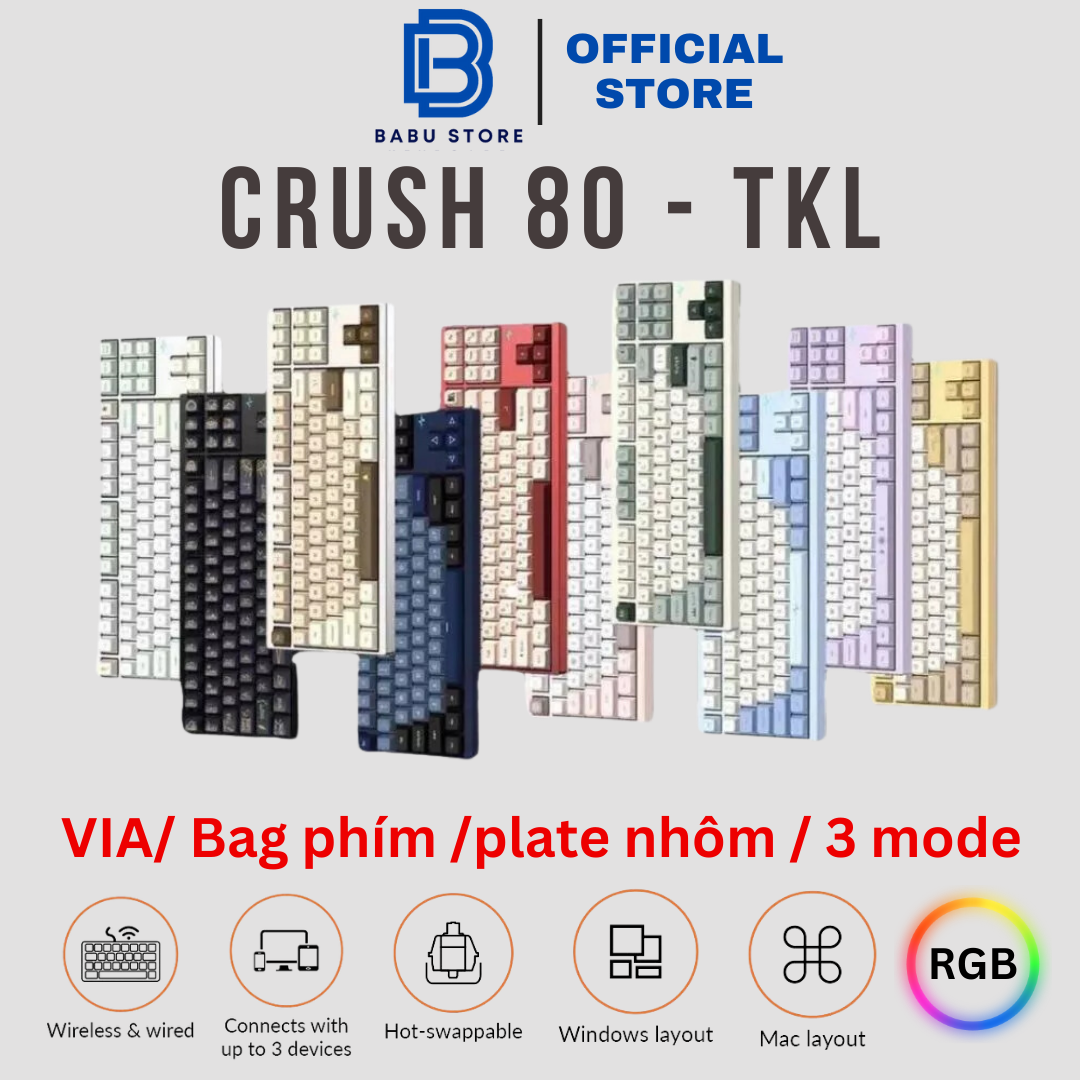 BABU STORE
OFFICIAL
STORE
CRUSH 80 - TKL
VIA/ Bag phím /plate nhôm / 3 mode
Wireless & wired
Connects with
up to 3 devices
Hot-swappable
Windows layout
Mac layout
RGB